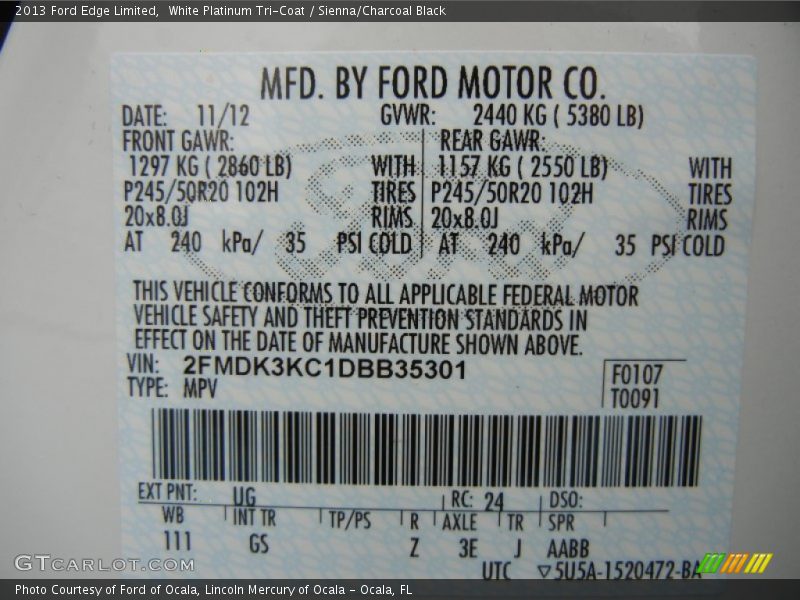 2013 Ford Edge Limited,  White Platinum Tri-Coat / Sienna/Charcoal Black
MFD. BY FORD MOTOR CO.
DATE: 11/12 GVWR: 2440 KG ( 5380 LB)
FRONT GAWR: REAR GAWR:
1297 KG ( 2860 LB) WITH 1157 KG ( 2550 LB) WITH
P245/50R20 102H TIRES P245/50R20 102H TIRES
20x8.0J RIMS 20x8.0J RIMS
AT 240 kPa/ 35 PSI COLD AT 240 kPa/ 35 PSI COLD
THIS VEHICLE CONFORMS TO ALL APPLICABLE FEDERAL MOTOR
VEHICLE SAFETY AND THEFT PREVENTION STANDARDS IN
EFFECT ON THE DATE OF MANUFACTURE SHOWN ABOVE.
VIN: 2FMDK3KC1DBB35301
F0107
TYPE: MPV
T0091
EXT PNT: UG RC: 24 DSO:
WB INT TR TP/PS R AXLE TR SPR
111 GS Z 3E J AABB
UTC ▽5U5A-1520472-BA
GTCARLOT.COM
Photo Courtesy of Ford of Ocala, Lincoln Mercury of Ocala - Ocala, FL